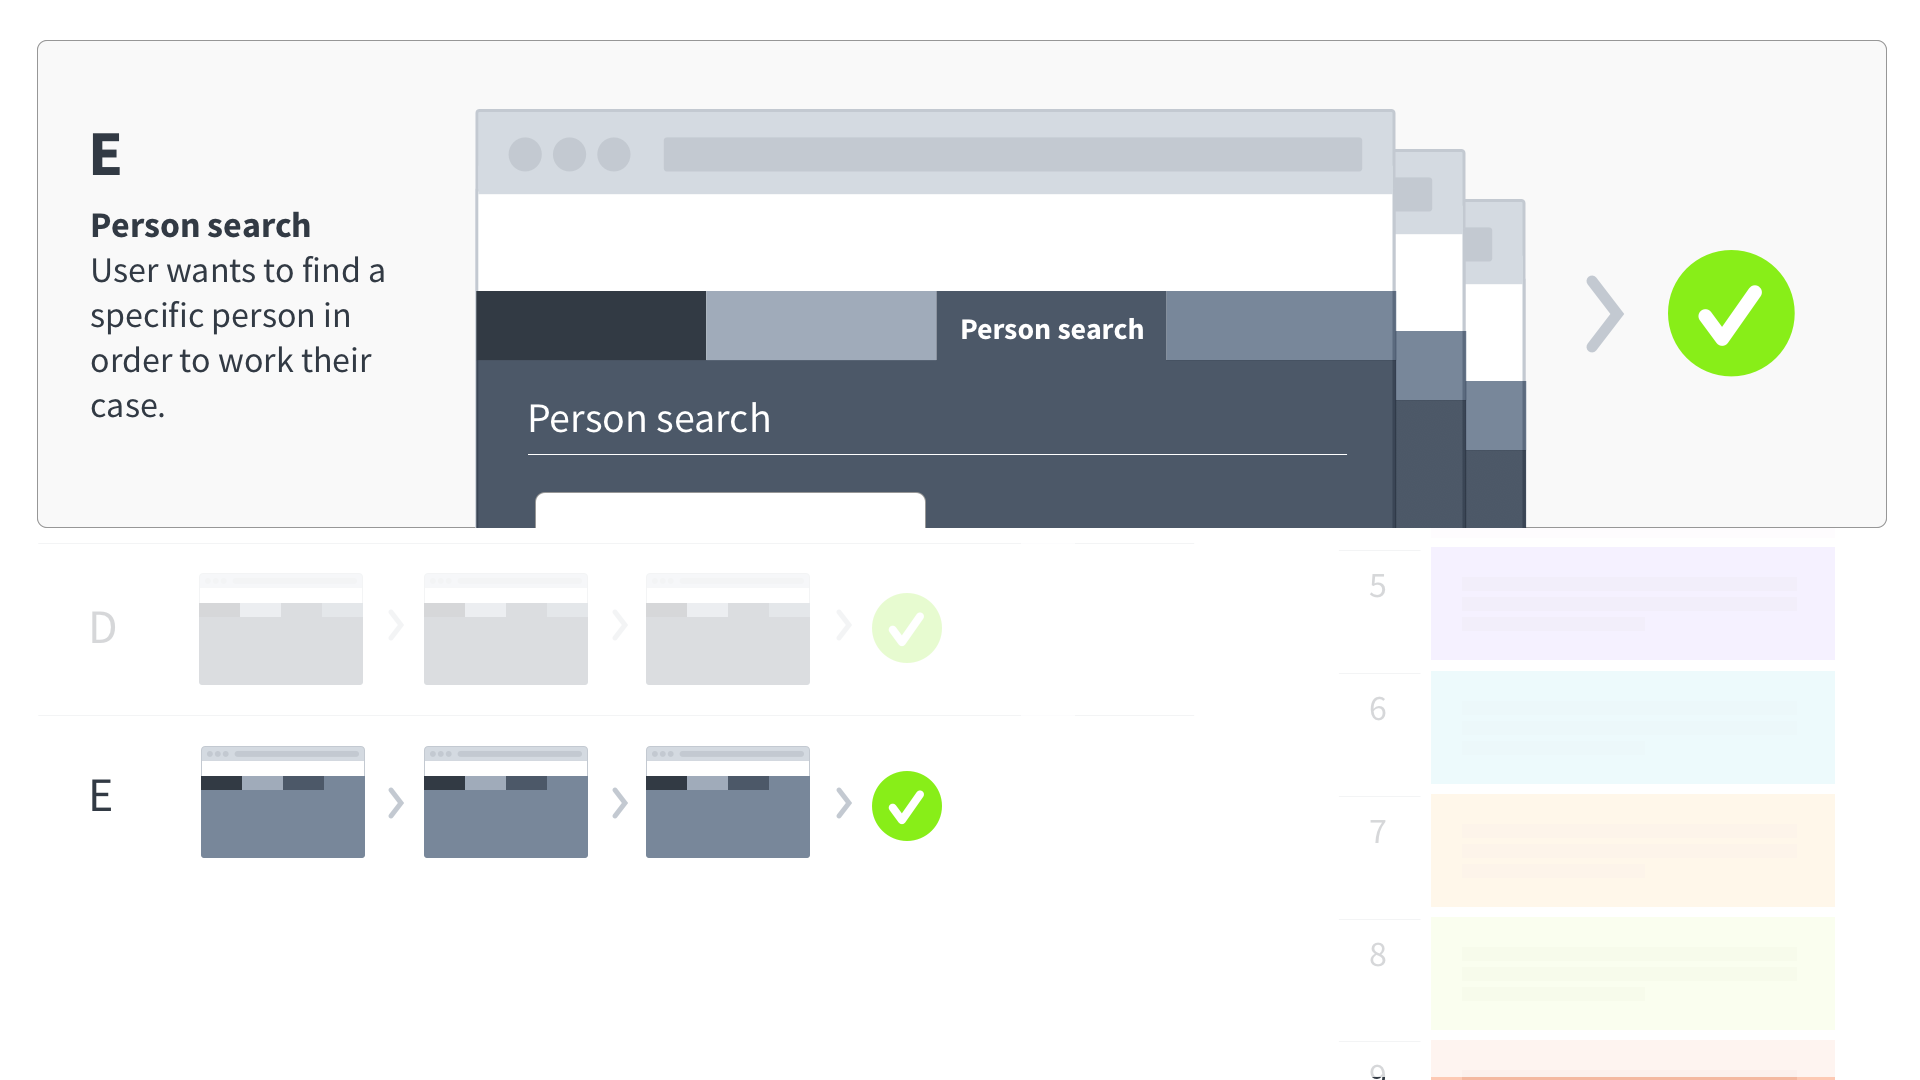 E
Person search
User wants to find a
specific person in
order to work their
case.
Person search
Person search
D
E
5
6
7
8
9